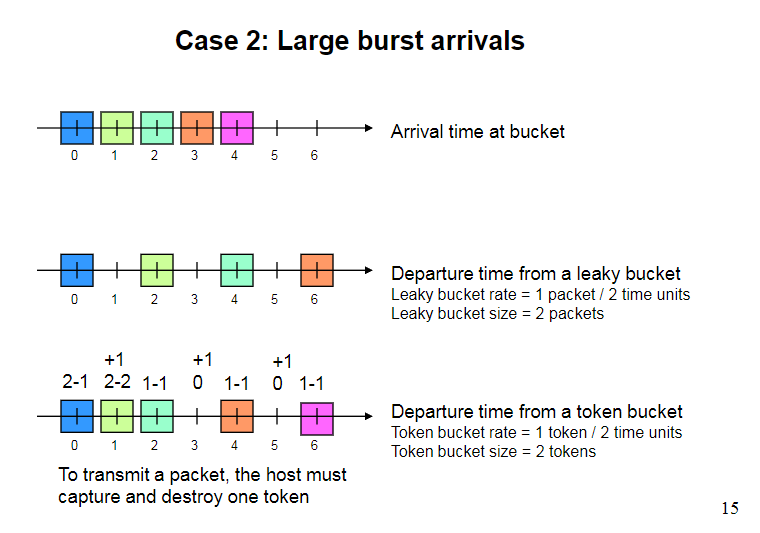 Case 2: Large burst arrivals
Arrival time at bucket
0 1 2 3 4 5 6
Departure time from a leaky bucket
Leaky bucket rate = 1 packet / 2 time units
Leaky bucket size = 2 packets
0 1 2 3 4 5 6
+1 +1 +1
2-1 2-2 1-1 0 1-1 0 1-1
Departure time from a token bucket
Token bucket rate = 1 token / 2 time units
Token bucket size = 2 tokens
0 1 2 3 4 5 6
To transmit a packet, the host must
capture and destroy one token
15